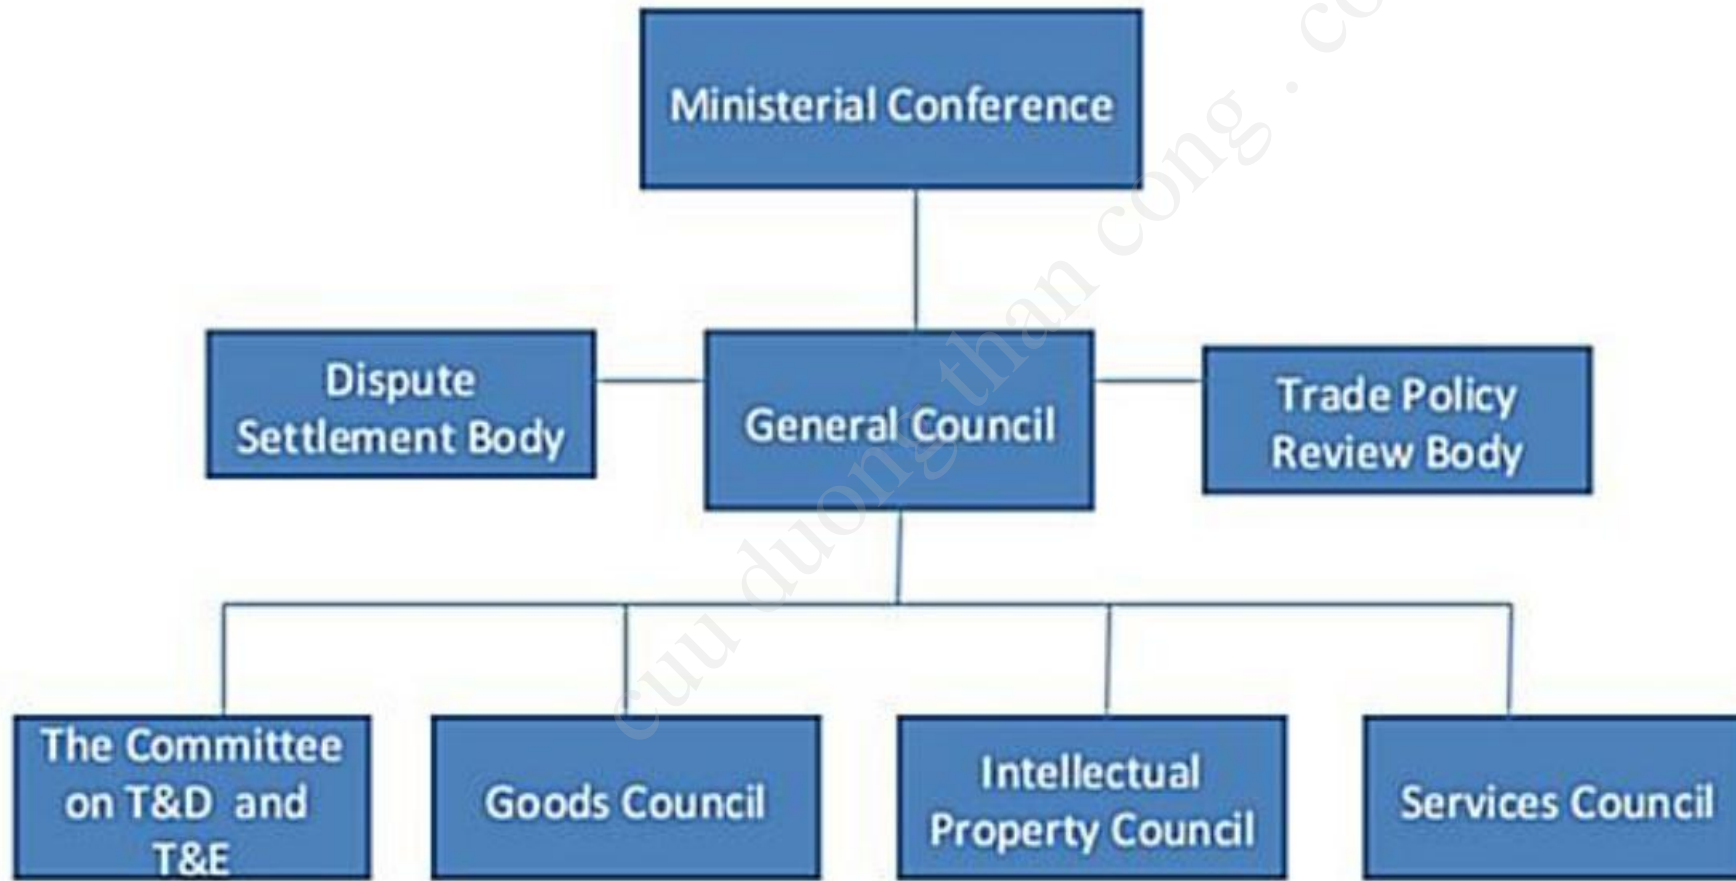 Ministerial Conference
Dispute
Settlement Body
General Council
Trade Policy
Review Body
The Committee
on T&D and
T&E
Goods Council
Intellectual
Property Council
Services Council
cuu duong than cong . co